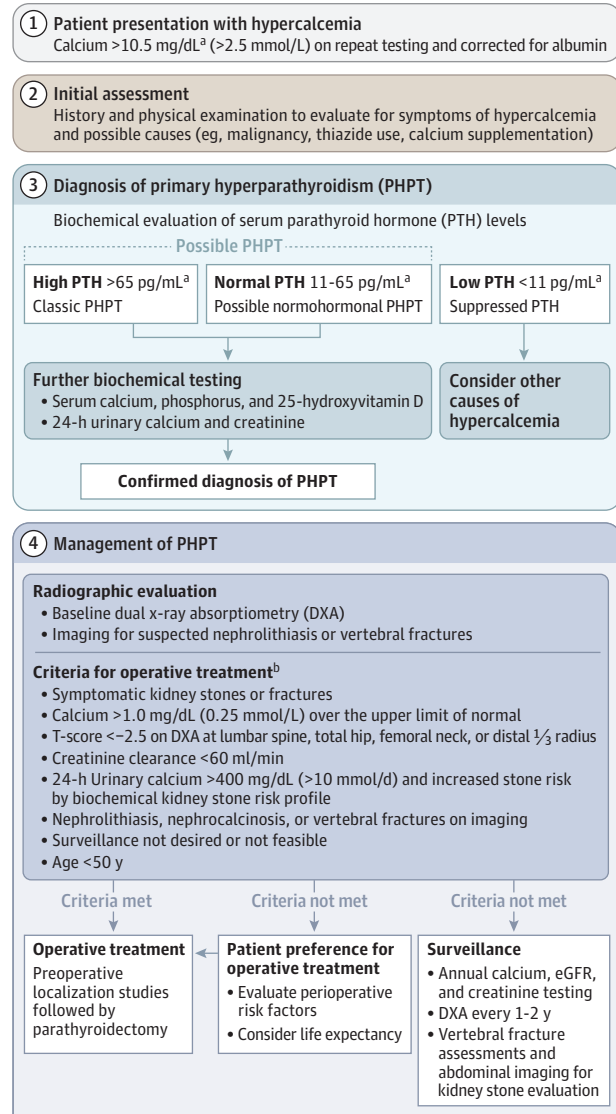 1 Patient presentation with hypercalcemia
Calcium >10.5 mg/dLa (>2.5 mmol/L) on repeat testing and corrected for albumin
2 Initial assessment
History and physical examination to evaluate for symptoms of hypercalcemia
and possible causes (eg, malignancy, thiazide use, calcium supplementation)
3 Diagnosis of primary hyperparathyroidism (PHPT)
Biochemical evaluation of serum parathyroid hormone (PTH) levels
Possible PHPT
High PTH >65 pg/mLa
Classic PHPT
Normal PTH 11-65 pg/mLa
Possible normohormonal PHPT
Low PTH <11 pg/mLa
Suppressed PTH
Further biochemical testing
• Serum calcium, phosphorus, and 25-hydroxyvitamin D
• 24-h urinary calcium and creatinine
Consider other
causes of
hypercalcemia
Confirmed diagnosis of PHPT
4 Management of PHPT
Radiographic evaluation
• Baseline dual x-ray absorptiometry (DXA)
• Imaging for suspected nephrolithiasis or vertebral fractures
Criteria for operative treatmentb
• Symptomatic kidney stones or fractures
• Calcium >1.0 mg/dL (0.25 mmol/L) over the upper limit of normal
• T-score <−2.5 on DXA at lumbar spine, total hip, femoral neck, or distal 1/3 radius
• Creatinine clearance <60 ml/min
• 24-h Urinary calcium >400 mg/dL (>10 mmol/d) and increased stone risk
by biochemical kidney stone risk profile
• Nephrolithiasis, nephrocalcinosis, or vertebral fractures on imaging
• Surveillance not desired or not feasible
• Age <50 y
Criteria met
Criteria not met
Criteria not met
Operative treatment
Preoperative
localization studies
followed by
parathyroidectomy
Patient preference for
operative treatment
• Evaluate perioperative
risk factors
• Consider life expectancy
Surveillance
• Annual calcium, eGFR,
and creatinine testing
• DXA every 1-2 y
• Vertebral fracture
assessments and
abdominal imaging for
kidney stone evaluation